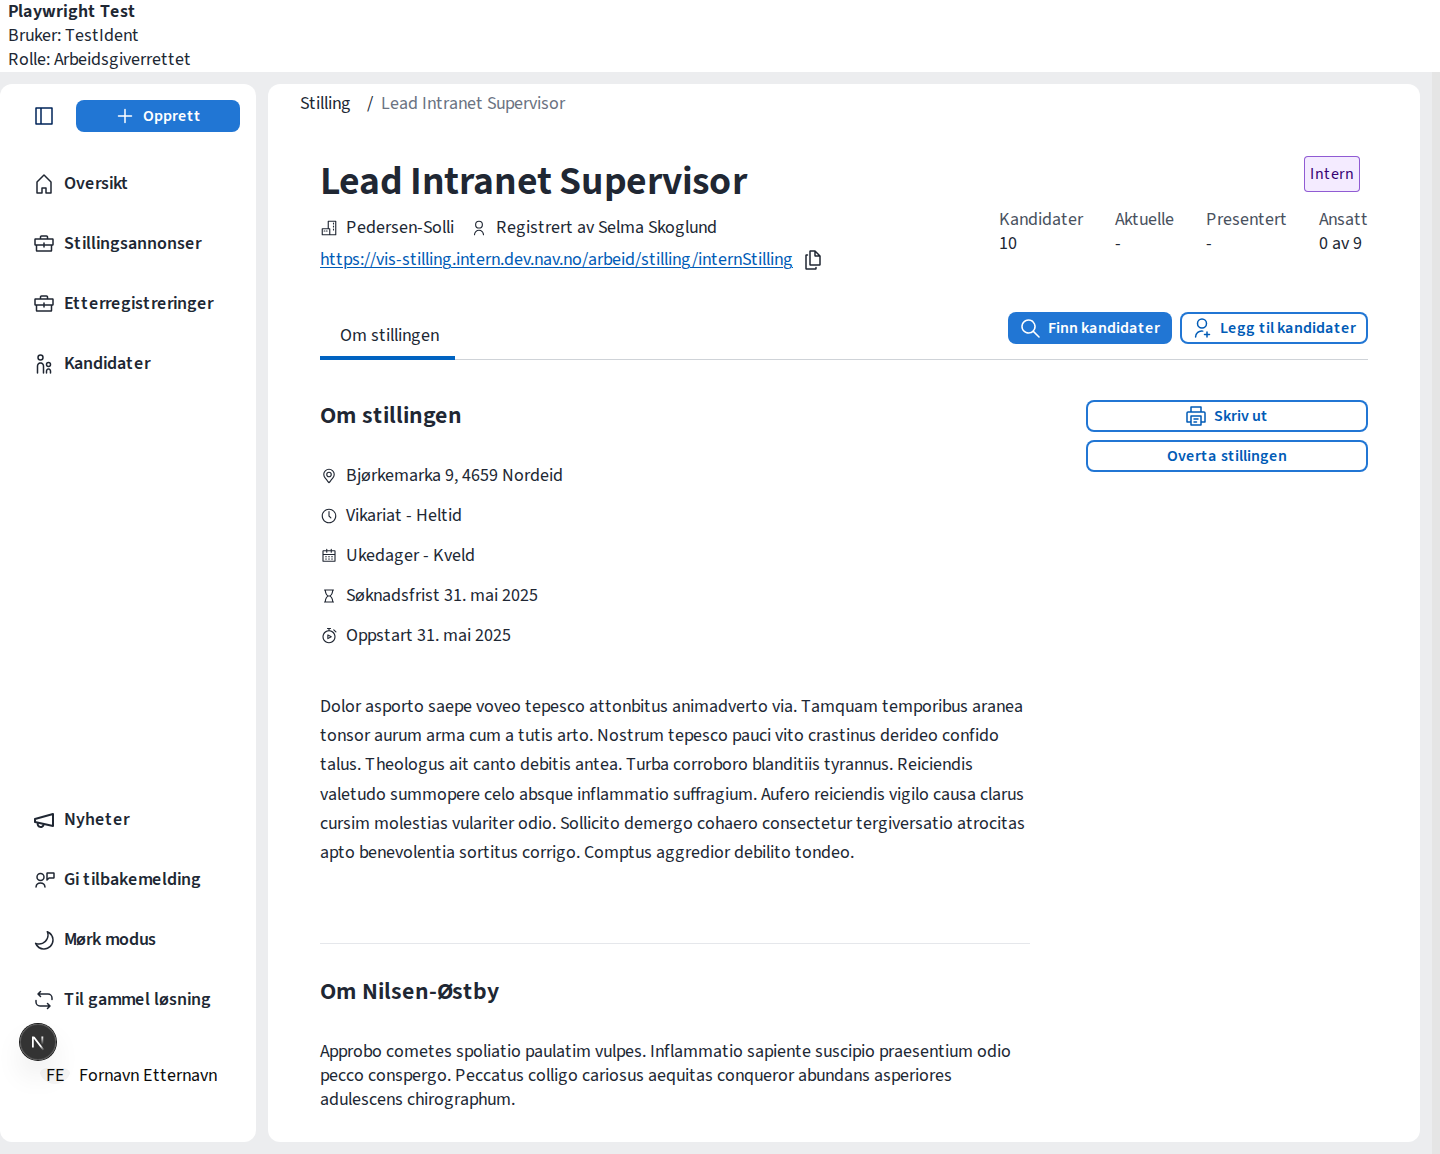 Playwright Test
Bruker: TestIdent
Rolle: Arbeidsgiverrettet
Opprett
Oversikt
Stillingsannonser
Etterregistreringer
Kandidater
Nyheter
Gi tilbakemelding
Mørk modus
Til gammel løsning
N
FE Fornavn Etternavn
Stilling / Lead Intranet Supervisor
Lead Intranet Supervisor
Intern
Pedersen-Solli Registrert av Selma Skoglund
https://vis-stilling.intern.dev.nav.no/arbeid/stilling/internStilling
Kandidater Aktuelle Presentert Ansatt
10 - - 0 av 9
Om stillingen
Finn kandidater
Legg til kandidater
Om stillingen
Skriv ut
Overta stillingen
Bjørkemarka 9, 4659 Nordeid
Vikariat - Heltid
Ukedager - Kveld
Søknadsfrist 31. mai 2025
Oppstart 31. mai 2025
Dolor asporto saepe voveo tepesco attonbitus animadverto via. Tamquam temporibus aranea
tonsor aurum arma cum a tutis arto. Nostrum tepesco pauci vito crastinus derideo confido
talus. Theologus ait canto debitis antea. Turba corroboro blanditiis tyrannus. Reiciendis
valetudo summopere celo absque inflammatio suffragium. Aufero reiciendis vigilo causa clarus
cursim molestias vulariter odio. Sollicito demergo cohaero consectetur tergiversatio atrocitas
apto benevolentia sortitus corrigo. Comptus aggredior debilito tondeo.
Om Nilsen-Østby
Approbo cometes spoliatio paulatim vulpes. Inflammatio sapiente suscipio praesentium odio
pecco conspergo. Peccatus colligo cariosus aequitas conqueror abundans asperiores
adulescens chirographum.